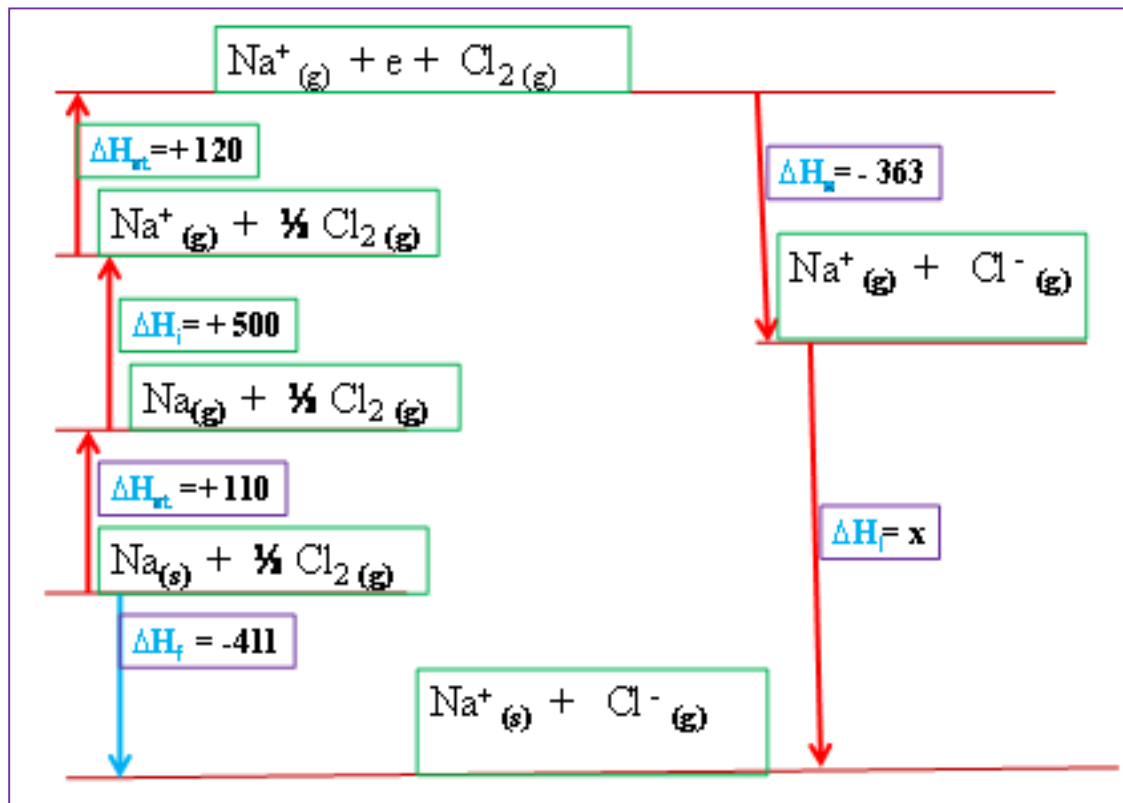 Na⁺ (g) + e + Cl₂ (g)
ΔHat. =+ 120
ΔH = - 363
Na⁺ (g) + ½ Cl₂ (g)
Na⁺ (g) + Cl⁻ (g)
ΔHi = + 500
Na(g) + ½ Cl₂ (g)
ΔHat. =+ 110
ΔHl = x
Na(s) + ½ Cl₂ (g)
ΔHf = -411
Na⁺ (s) + Cl⁻ (g)